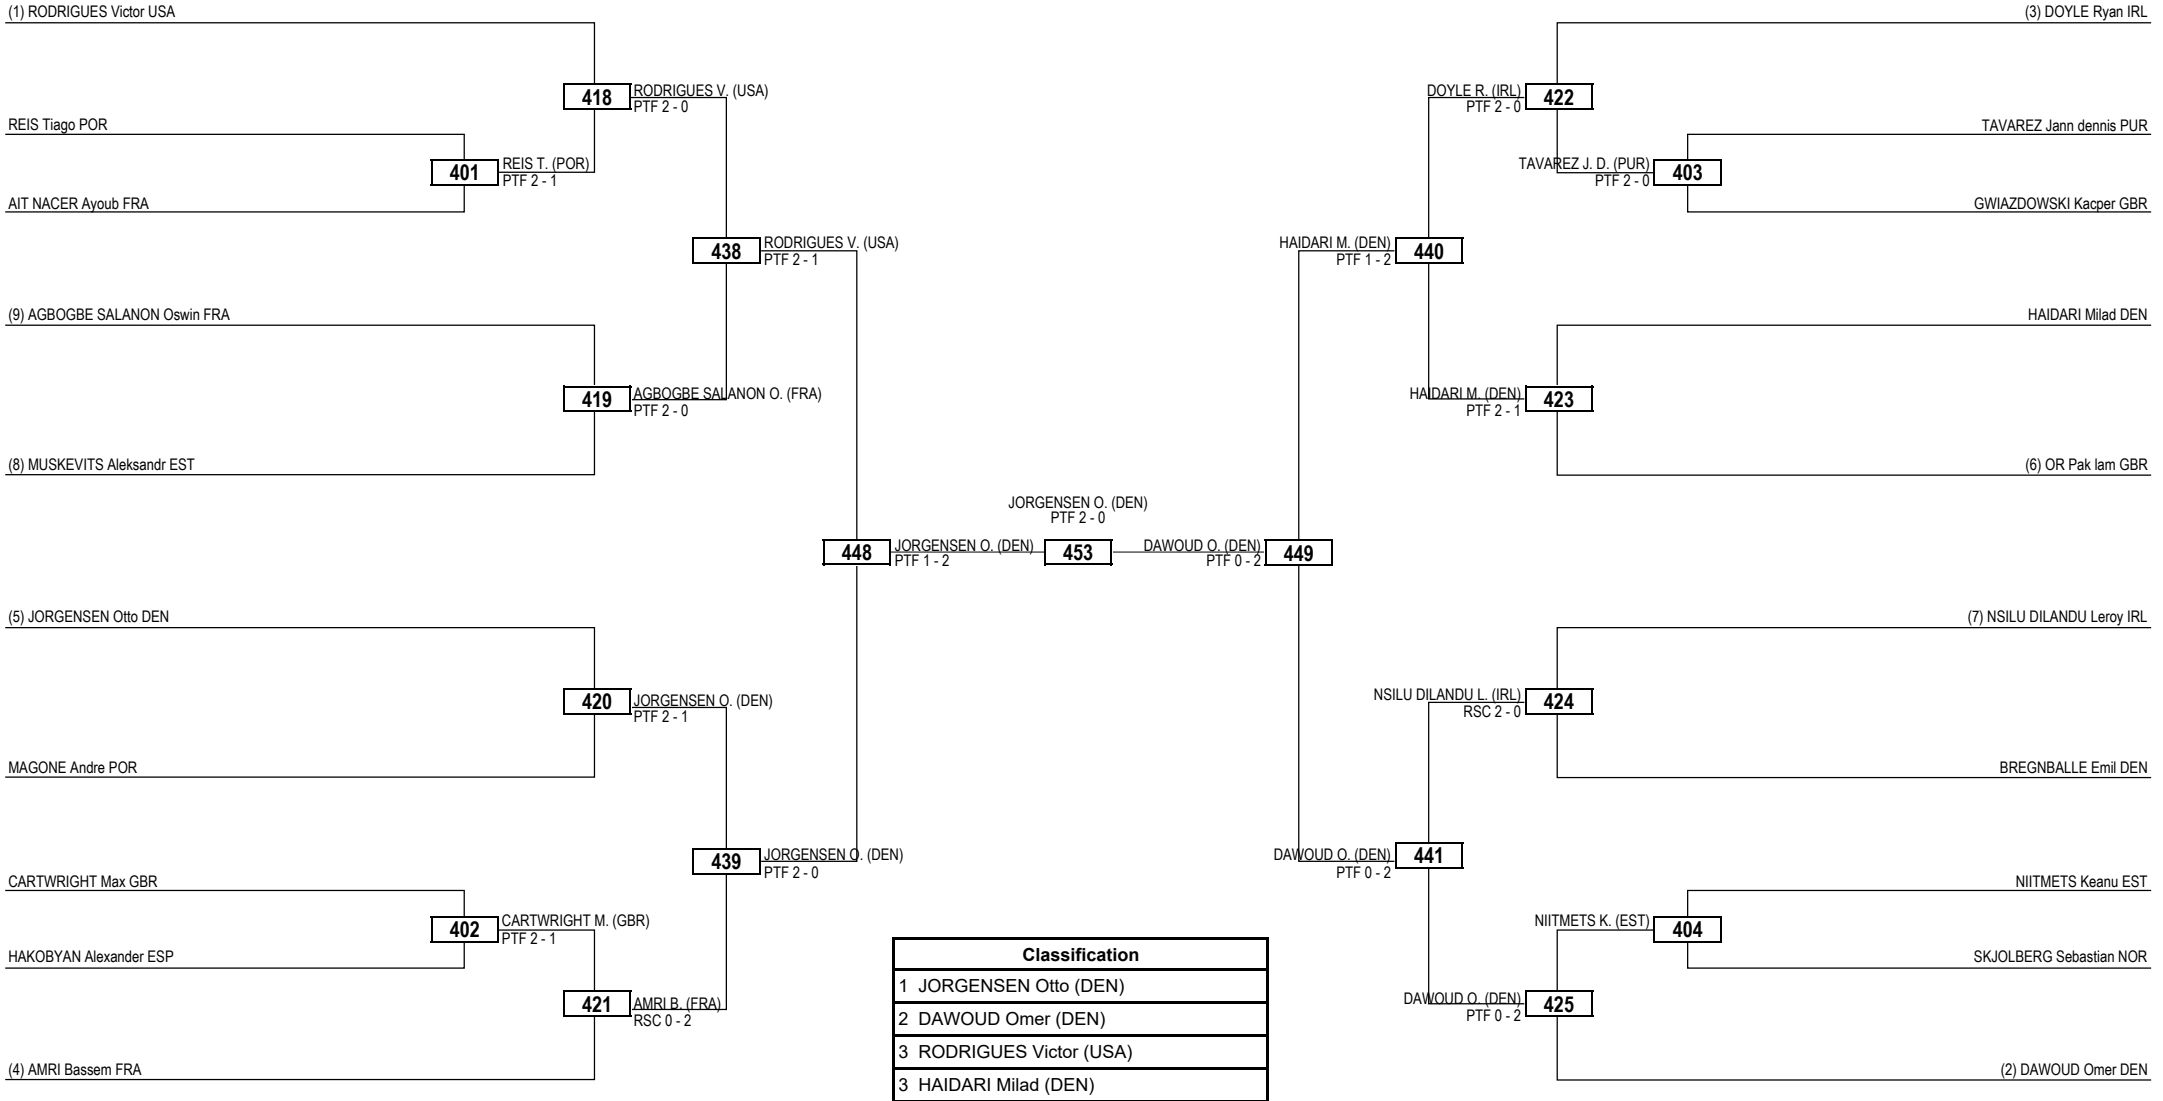 (1) RODRIGUES Victor USA
(3) DOYLE Ryan IRL
418
RODRIGUES V. (USA)
PTF 2 - 0
DOYLE R. (IRL)
PTF 2 - 0
422
REIS Tiago POR
TAVAREZ Jann dennis PUR
401
REIS T. (POR)
PTF 2 - 1
TAVAREZ J. D. (PUR)
PTF 2 - 0
403
AIT NACER Ayoub FRA
GWIAZDOWSKI Kacper GBR
438
RODRIGUES V. (USA)
PTF 2 - 1
HAIDARI M. (DEN)
PTF 1 - 2
440
(9) AGBOGBE SALANON Oswin FRA
HAIDARI Milad DEN
419
AGBOGBE SALANON O. (FRA)
PTF 2 - 0
HAIDARI M. (DEN)
PTF 2 - 1
423
(8) MUSKEVITS Aleksandr EST
(6) OR Pak lam GBR
JORGENSEN O. (DEN)
PTF 2 - 0
448
JORGENSEN O. (DEN)
PTF 1 - 2
453
DAWOUD O. (DEN)
PTF 0 - 2
449
(5) JORGENSEN Otto DEN
(7) NSILU DILANDU Leroy IRL
420
JORGENSEN O. (DEN)
PTF 2 - 1
NSILU DILANDU L. (IRL)
RSC 2 - 0
424
MAGONE Andre POR
BREGNBALLE Emil DEN
439
JORGENSEN O. (DEN)
PTF 2 - 0
DAWOUD O. (DEN)
PTF 0 - 2
441
CARTWRIGHT Max GBR
NIITMETS Keanu EST
402
CARTWRIGHT M. (GBR)
PTF 2 - 1
NIITMETS K. (EST)
404
HAKOBYAN Alexander ESP
SKJOLBERG Sebastian NOR
421
AMRI B. (FRA)
RSC 0 - 2
DAWOUD O. (DEN)
PTF 0 - 2
425
(4) AMRI Bassem FRA
(2) DAWOUD Omer DEN
Classification
1 JORGENSEN Otto (DEN)
2 DAWOUD Omer (DEN)
3 RODRIGUES Victor (USA)
3 HAIDARI Milad (DEN)